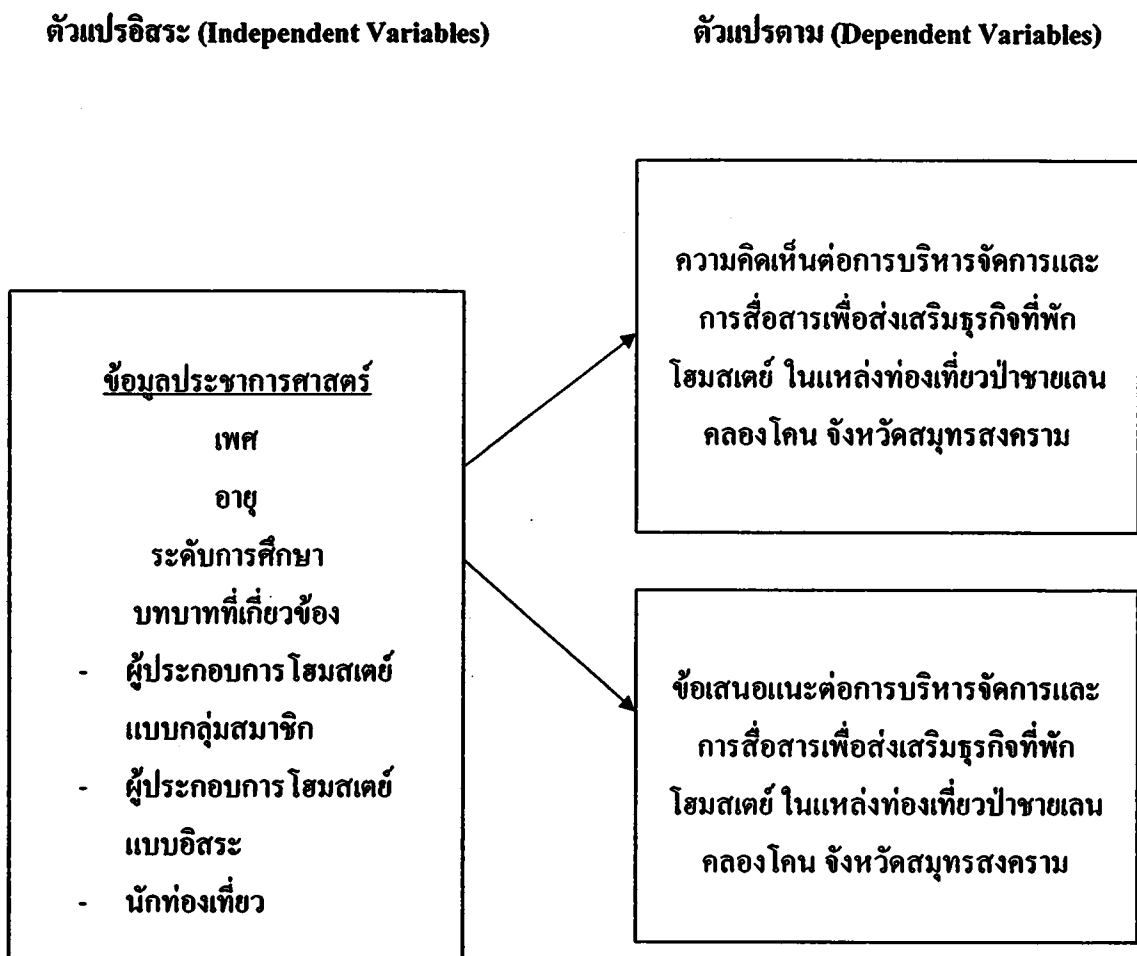 ตัวแปรอิสระ (Independent Variables)
ตัวแปรตาม (Dependent Variables)
ข้อมูลประชาการศาสตร์
เพศ
อายุ
ระดับการศึกษา
บทบาทที่เกี่ยวข้อง
- ผู้ประกอบการโฮมสเตย์
แบบกลุ่มสมาชิก
- ผู้ประกอบการโฮมสเตย์
แบบอิสระ
- นักท่องเที่ยว
ความคิดเห็นต่อการบริหารจัดการและ
การสื่อสารเพื่อส่งเสริมธุรกิจที่พัก
โฮมสเตย์ ในแหล่งท่องเที่ยวป่าชายเลน
คลองโคน จังหวัดสมุทรสงคราม
ข้อเสนอแนะต่อการบริหารจัดการและ
การสื่อสารเพื่อส่งเสริมธุรกิจที่พัก
โฮมสเตย์ ในแหล่งท่องเที่ยวป่าชายเลน
คลองโคน จังหวัดสมุทรสงคราม